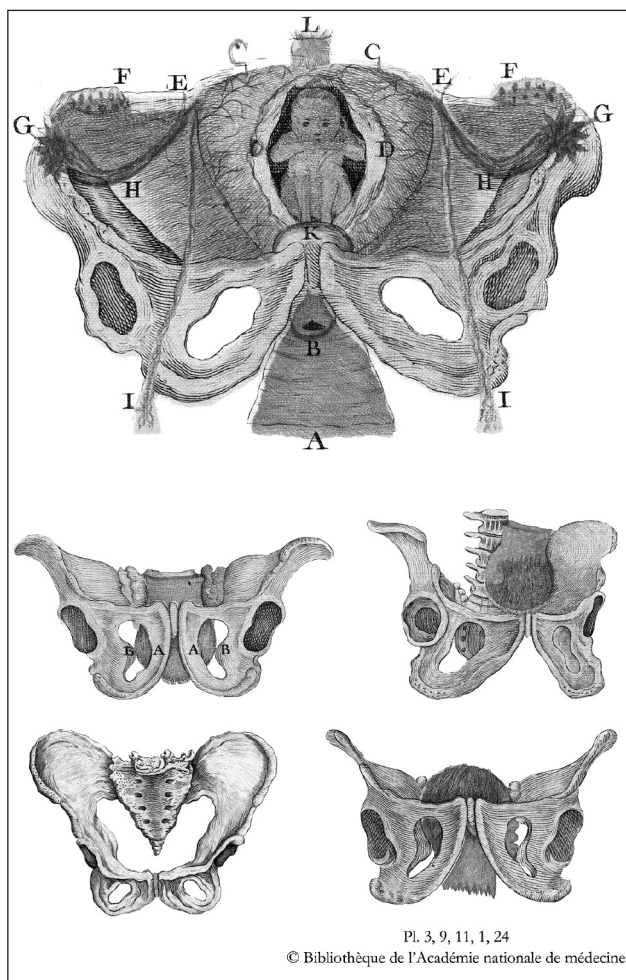 L
C C
F E E F
G G
D D
H H
K
B
I I
A
B A A B
Pl. 3, 9, 11, 1, 24
© Bibliothèque de l'Académie nationale de médecine